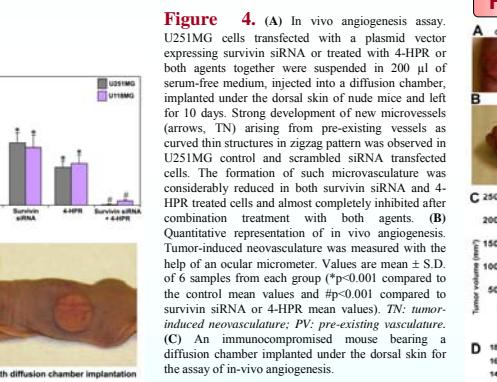 Figure 4. (A) In vivo angiogenesis assay.
U251MG cells transfected with a plasmid vector
expressing survivin siRNA or treated with 4-HPR or
both agents together were suspended in 200 µl of
serum-free medium, injected into a diffusion chamber,
implanted under the dorsal skin of nude mice and left
for 10 days. Strong development of new microvessels
(arrows, TN) arising from pre-existing vessels as
curved thin structures in zigzag pattern was observed in
U251MG control and scrambled siRNA transfected
cells. The formation of such microvasculature was
considerably reduced in both survivin siRNA and 4-
HPR treated cells and almost completely inhibited after
combination treatment with both agents. (B)
Quantitative representation of in vivo angiogenesis.
Tumor-induced neovasculature was measured with the
help of an ocular micrometer. Values are mean ± S.D.
of 6 samples from each group (*p<0.001 compared to
the control mean values and #p<0.001 compared to
survivin siRNA or 4-HPR mean values). TN: tumor-
induced neovasculature; PV: pre-existing vasculature.
(C) An immunocompromised mouse bearing a
diffusion chamber implanted under the dorsal skin for
the assay of in-vivo angiogenesis.
U251MG
U118MG
* * * * # #
Survivin siRNA
4-HPR
Survivin siRNA + 4-HPR
th diffusion chamber implantation
A
B
C
Tumor volume (mm³)
250
200
150
100
50
D
18
16
14